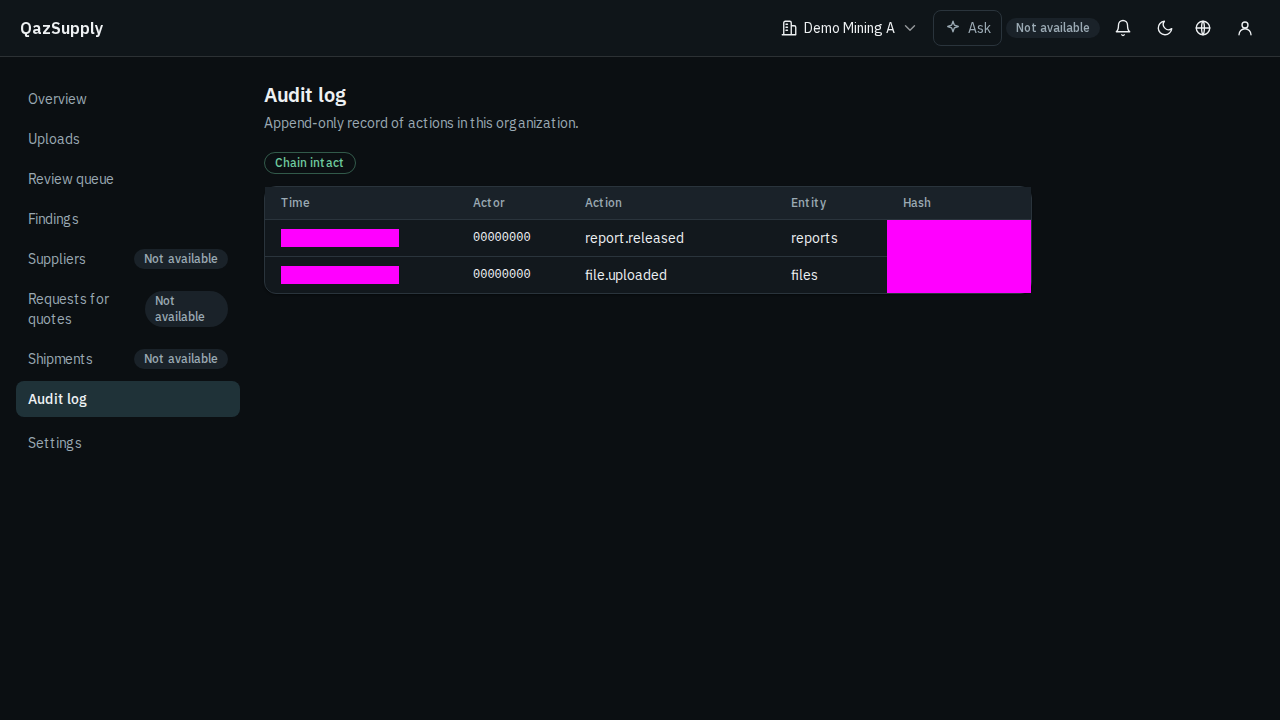 QazSupply
Demo Mining A
Ask
Not available
Overview
Uploads
Review queue
Findings
Suppliers
Not available
Requests for
quotes
Not
available
Shipments
Not available
Audit log
Settings
Audit log
Append-only record of actions in this organization.
Chain intact
Time Actor Action Entity Hash
00000000 report.released reports
00000000 file.uploaded files